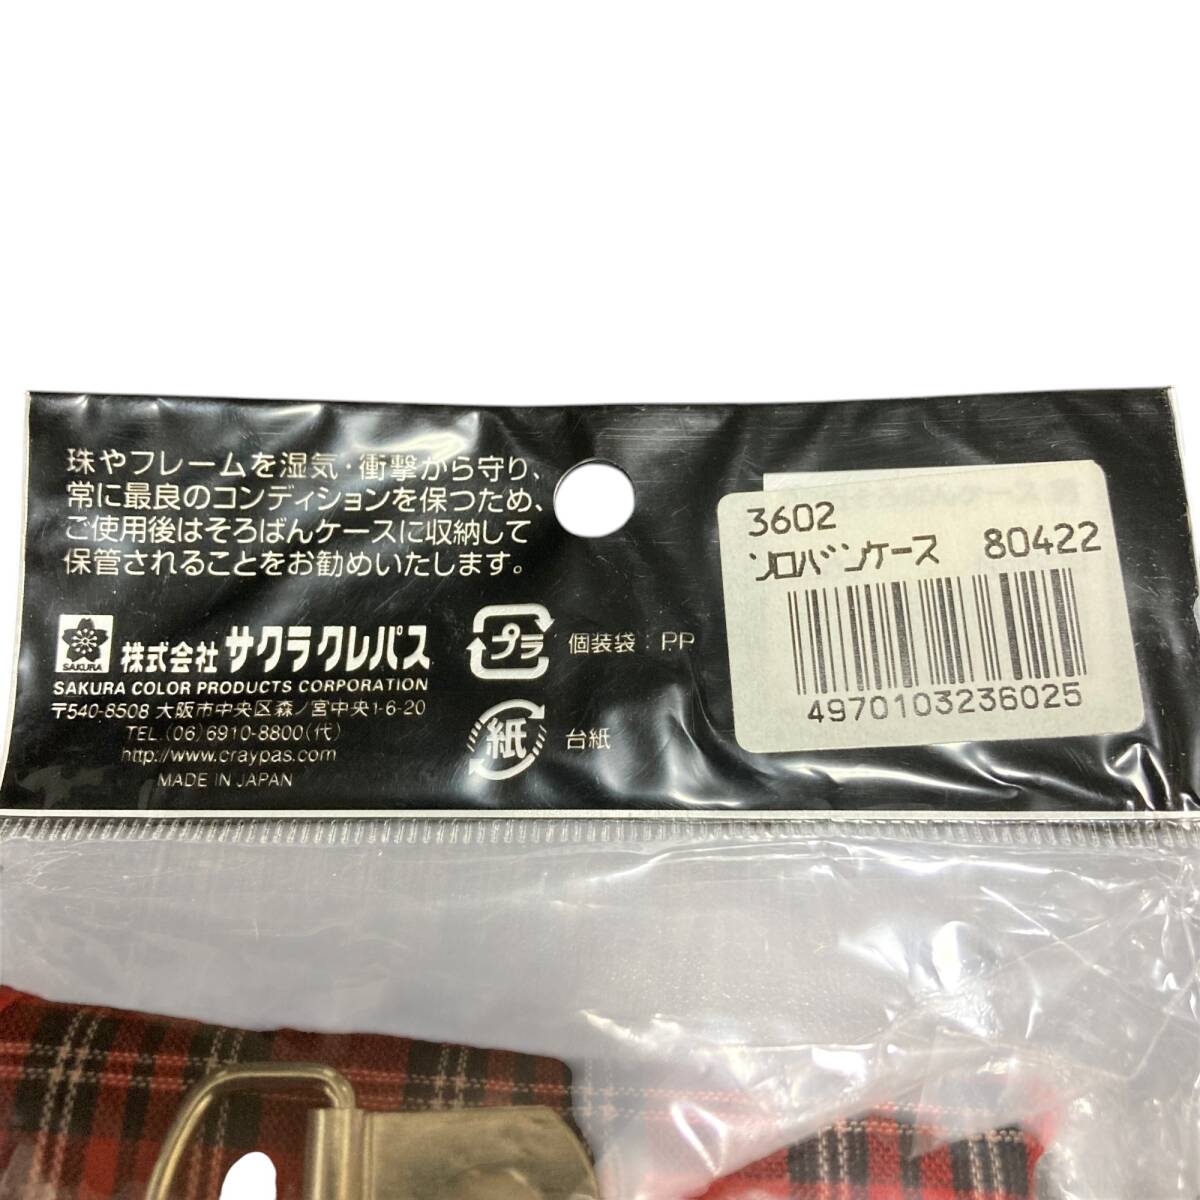 珠やフレームを湿気・衝撃から守り、
常に最良のコンディションを保つため、
ご使用後はそろばんケースに収納して
保管されることをお勧めいたします。
SAKURA
株式会社サクラクレパス
SAKURA COLOR PRODUCTS CORPORATION
〒540-8508 大阪市中央区森ノ宮中央1-6-20
TEL.(06)6910-8800(代)
http://www.craypas.com
MADE IN JAPAN
プラ 個装袋：PP
紙 台紙
3602
ソロバンケース 80422
4970103236025